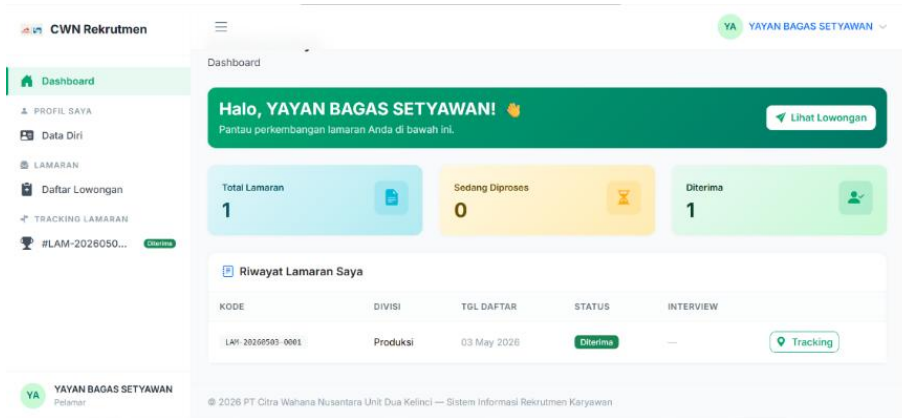 CWN Rekrutmen
YA YAYAN BAGAS SETYAWAN
Dashboard
Dashboard
PROFIL SAYA
Data Diri
LAMARAN
Daftar Lowongan
TRACKING LAMARAN
#LAM-2026050... Diterima
Halo, YAYAN BAGAS SETYAWAN! 👋
Pantau perkembangan lamaran Anda di bawah ini.
Lihat Lowongan
Total Lamaran
1
Sedang Diproses
0
Diterima
1
Riwayat Lamaran Saya
KODE DIVISI TGL DAFTAR STATUS INTERVIEW
LAM-20260503-0001 Produksi 03 May 2026 Diterima — Tracking
YA YAYAN BAGAS SETYAWAN
Pelamar
© 2026 PT Citra Wahana Nusantara Unit Dua Kelinci — Sistem Informasi Rekrutmen Karyawan